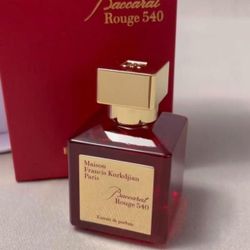 Baccarat
Rouge 540
Maison
Francis Kurkdjian
Paris
Baccarat
Rouge 540
Extrait de parfum